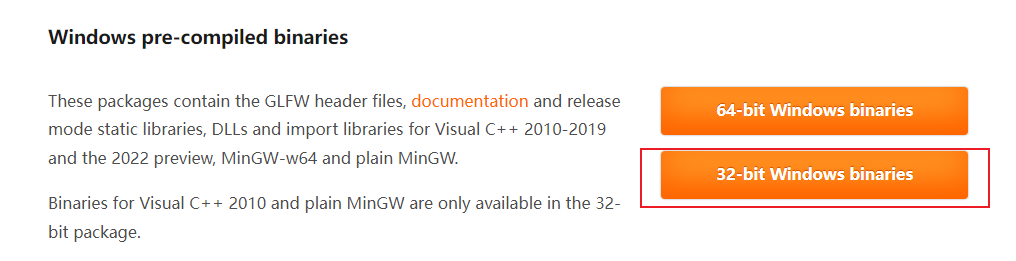 Windows pre-compiled binaries
These packages contain the GLFW header files, documentation and release
mode static libraries, DLLs and import libraries for Visual C++ 2010-2019
and the 2022 preview, MinGW-w64 and plain MinGW.
Binaries for Visual C++ 2010 and plain MinGW are only available in the 32-
bit package.
64-bit Windows binaries
32-bit Windows binaries